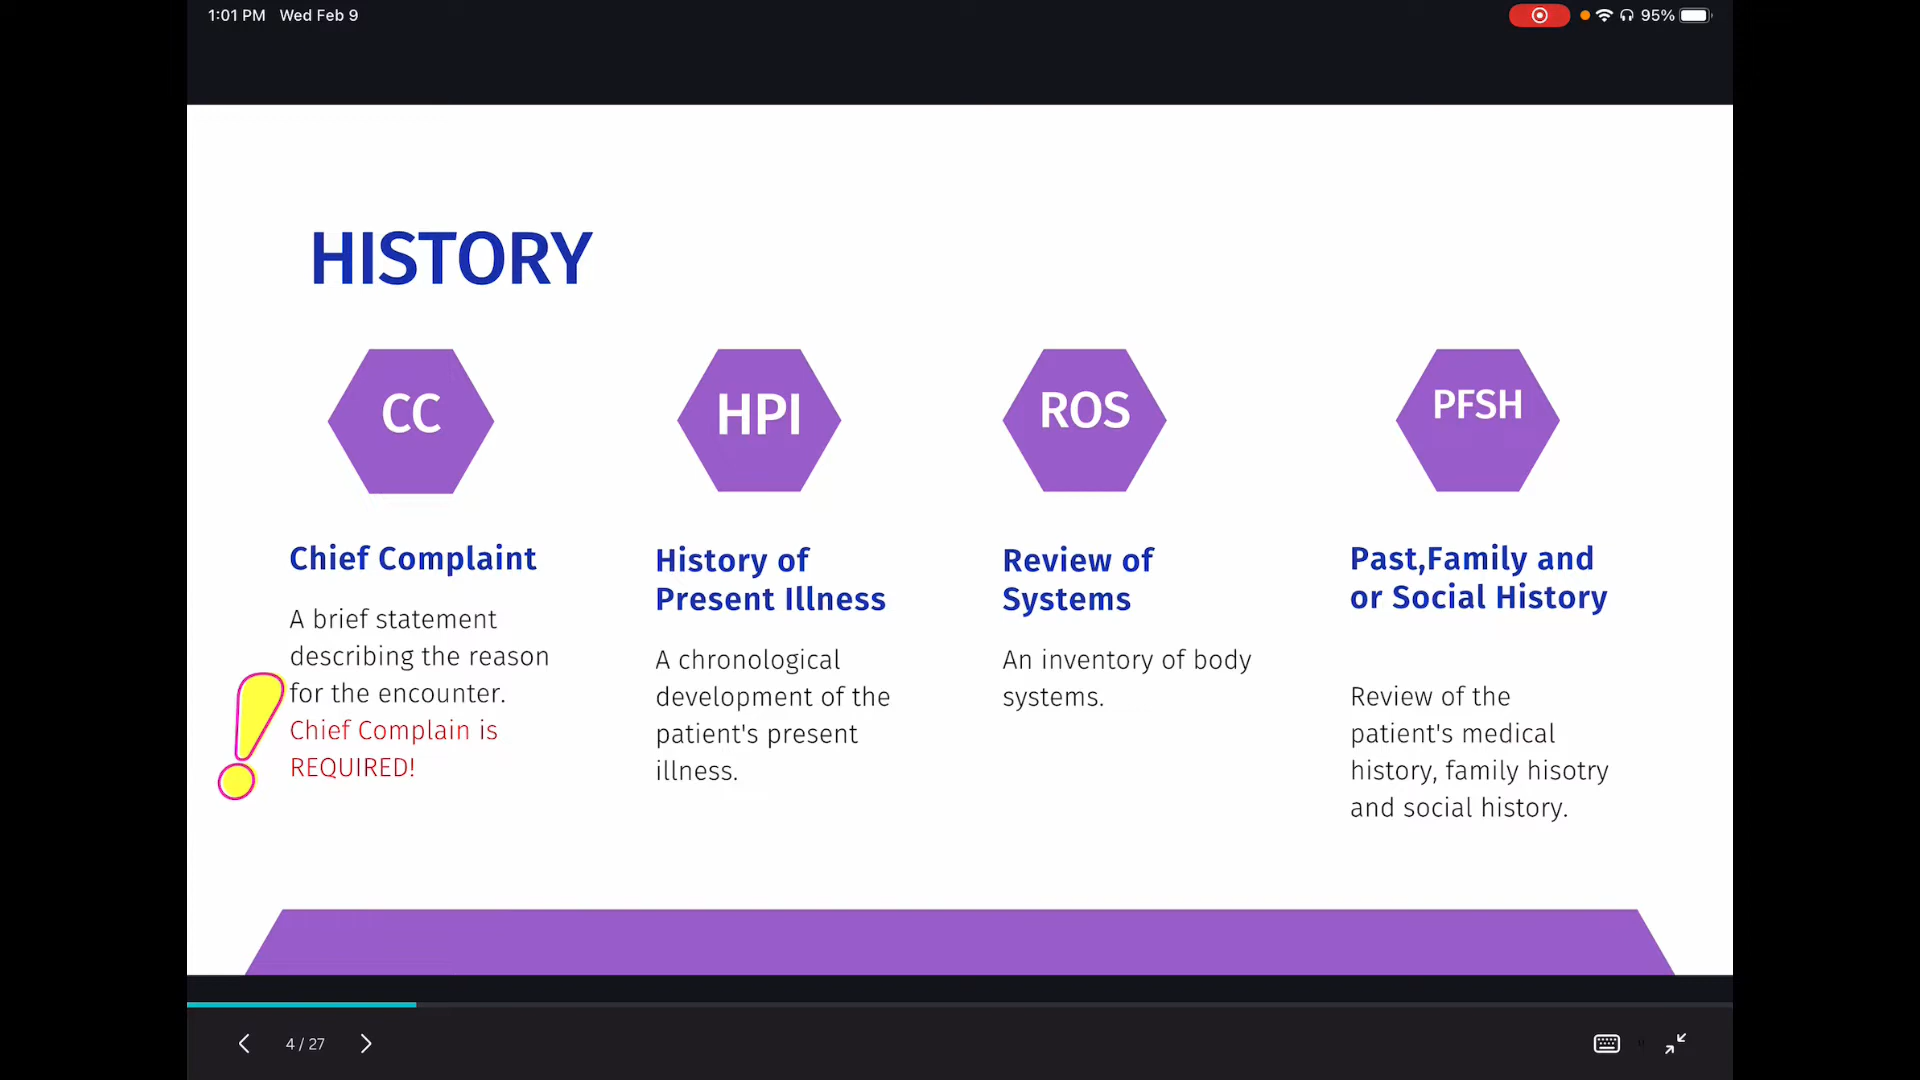 1:01 PM Wed Feb 9
95%
HISTORY
CC
HPI
ROS
PFSH
Chief Complaint
A brief statement
describing the reason
for the encounter.
Chief Complain is
REQUIRED!
History of
Present Illness
A chronological
development of the
patient's present
illness.
Review of
Systems
An inventory of body
systems.
Past,Family and
or Social History
Review of the
patient's medical
history, family hisotry
and social history.
4 / 27